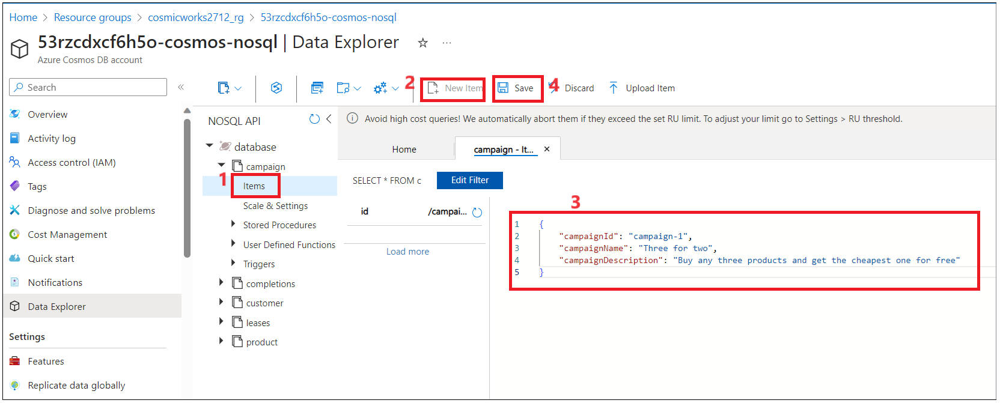 Home > Resource groups > cosmicworks2712_rg > 53rzcdxcf6h5o-cosmos-nosql
53rzcdxcf6h5o-cosmos-nosql | Data Explorer
Azure Cosmos DB account
Search
2
New Item
Save
4
Discard
Upload Item
Overview
Activity log
Access control (IAM)
Tags
Diagnose and solve problems
Cost Management
Quick start
Notifications
Data Explorer
Settings
Features
Replicate data globally
NOSQL API
database
campaign
1
Items
Scale & Settings
Stored Procedures
User Defined Functions
Triggers
completions
customer
leases
product
Avoid high cost queries! We automatically abort them if they exceed the set RU limit. To adjust your limit go to Settings > RU threshold.
Home
campaign - It...
SELECT * FROM c
Edit Filter
id
/campai...
Load more
3
1 {
2 "campaignId": "campaign-1",
3 "campaignName": "Three for two",
4 "campaignDescription": "Buy any three products and get the cheapest one for free"
5 }